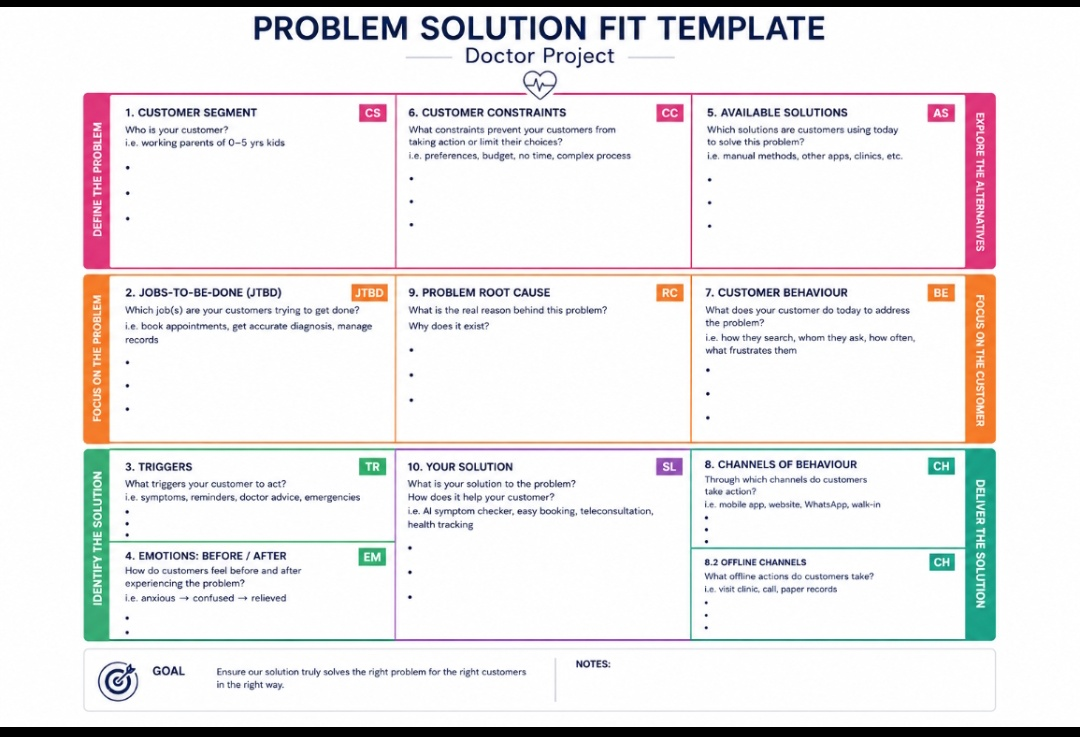 PROBLEM SOLUTION FIT TEMPLATE
Doctor Project
DEFINE THE PROBLEM
1. CUSTOMER SEGMENT
CS
Who is your customer?
i.e. working parents of 0–5 yrs kids
•
•
•
6. CUSTOMER CONSTRAINTS
CC
What constraints prevent your customers from
taking action or limit their choices?
i.e. preferences, budget, no time, complex process
•
•
•
5. AVAILABLE SOLUTIONS
AS
Which solutions are customers using today
to solve this problem?
i.e. manual methods, other apps, clinics, etc.
•
•
•
EXPLORE THE ALTERNATIVES
FOCUS ON THE PROBLEM
2. JOBS-TO-BE-DONE (JTBD)
JTBD
Which job(s) are your customers trying to get done?
i.e. book appointments, get accurate diagnosis, manage
records
•
•
•
9. PROBLEM ROOT CAUSE
RC
What is the real reason behind this problem?
Why does it exist?
•
•
•
7. CUSTOMER BEHAVIOUR
BE
What does your customer do today to address
the problem?
i.e. how they search, whom they ask, how often,
what frustrates them
•
•
•
FOCUS ON THE CUSTOMER
IDENTIFY THE SOLUTION
3. TRIGGERS
TR
What triggers your customer to act?
i.e. symptoms, reminders, doctor advice, emergencies
•
•
•
4. EMOTIONS: BEFORE / AFTER
EM
How do customers feel before and after
experiencing the problem?
i.e. anxious → confused → relieved
•
•
10. YOUR SOLUTION
SL
What is your solution to the problem?
How does it help your customer?
i.e. AI symptom checker, easy booking, teleconsultation,
health tracking
•
•
•
8. CHANNELS OF BEHAVIOUR
CH
Through which channels do customers
take action?
i.e. mobile app, website, WhatsApp, walk-in
•
•
•
8.2 OFFLINE CHANNELS
CH
What offline actions do customers take?
i.e. visit clinic, call, paper records
•
•
•
DELIVER THE SOLUTION
GOAL
Ensure our solution truly solves the right problem for the right customers
in the right way.
NOTES: